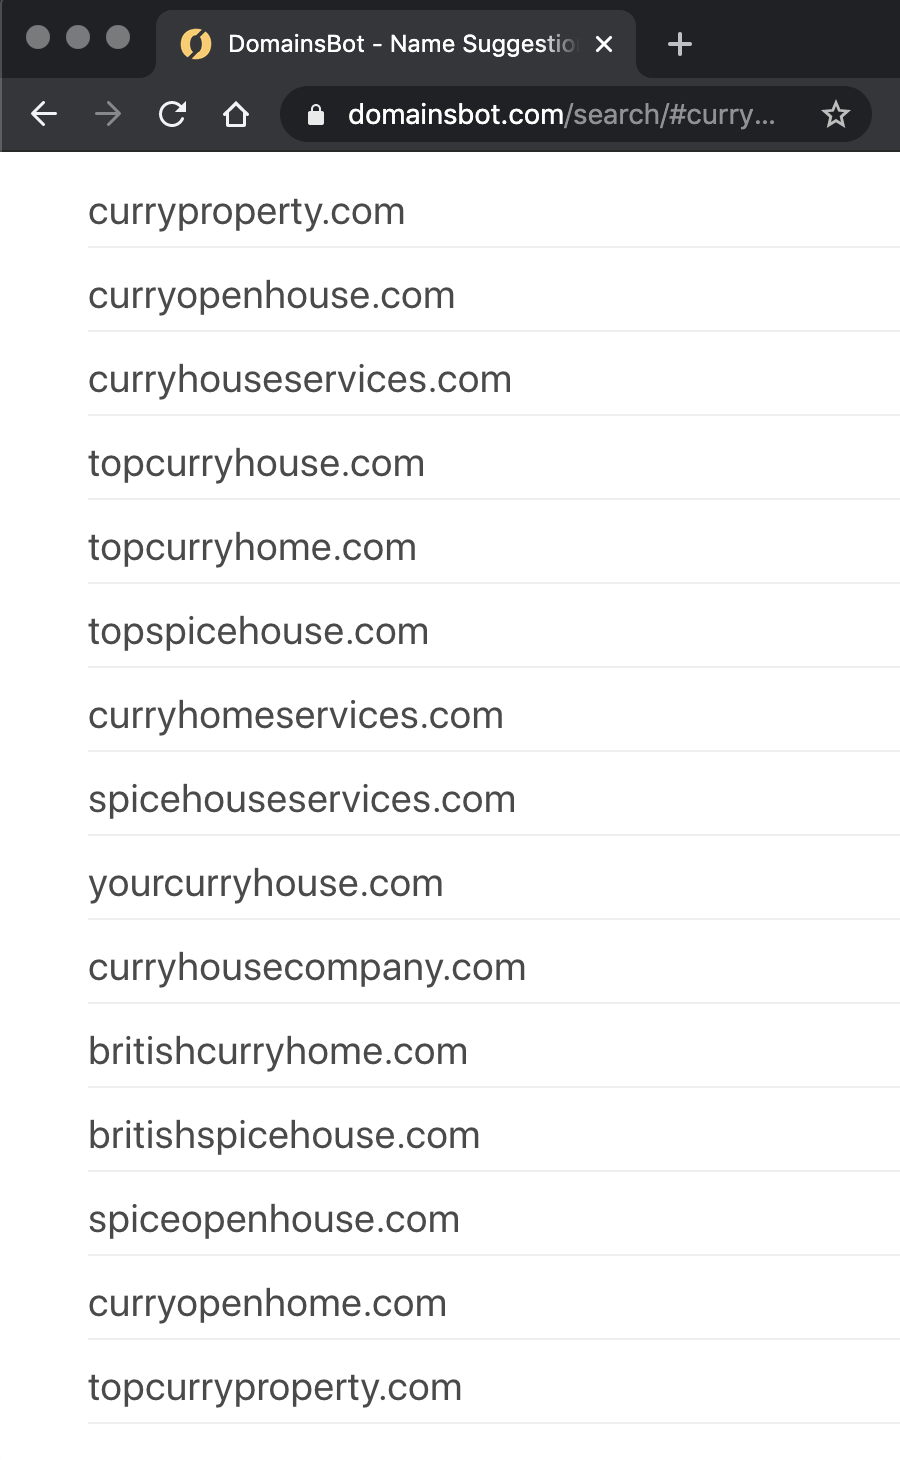 DomainsBot - Name Suggestio
domainsbot.com/search/#curry...
curryproperty.com
curryopenhouse.com
curryhouseservices.com
topcurryhouse.com
topcurryhome.com
topspicehouse.com
curryhomeservices.com
spicehouseservices.com
yourcurryhouse.com
curryhousecompany.com
britishcurryhome.com
britishspicehouse.com
spiceopenhouse.com
curryopenhome.com
topcurryproperty.com